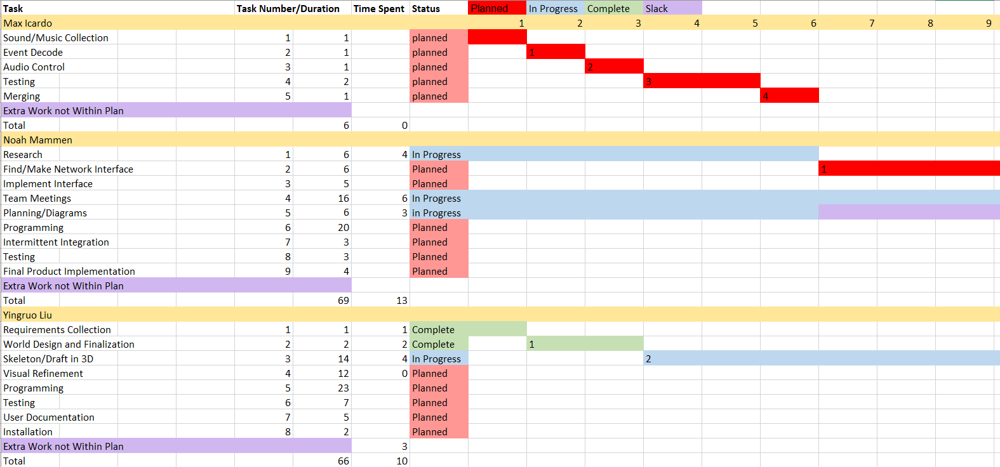 Task Task Number/Duration Time Spent Status Planned In Progress Complete Slack
Max Icardo 1 2 3 4 5 6 7 8 9
Sound/Music Collection 1 1 planned
Event Decode 2 1 planned 1
Audio Control 3 1 planned 2
Testing 4 2 planned 3
Merging 5 1 planned 4
Extra Work not Within Plan
Total 6 0
Noah Mammen
Research 1 6 4 In Progress
Find/Make Network Interface 2 6 Planned 1
Implement Interface 3 5 Planned
Team Meetings 4 16 6 In Progress
Planning/Diagrams 5 6 3 in Progress
Programming 6 20 Planned
Intermittent Integration 7 3 Planned
Testing 8 3 Planned
Final Product Implementation 9 4 Planned
Extra Work not Within Plan
Total 69 13
Yingruo Liu
Requirements Collection 1 1 1 Complete
World Design and Finalization 2 2 2 Complete 1
Skeleton/Draft in 3D 3 14 4 In Progress 2
Visual Refinement 4 12 0 Planned
Programming 5 23 Planned
Testing 6 7 Planned
User Documentation 7 5 Planned
Installation 8 2 Planned
Extra Work not Within Plan 3
Total 66 10